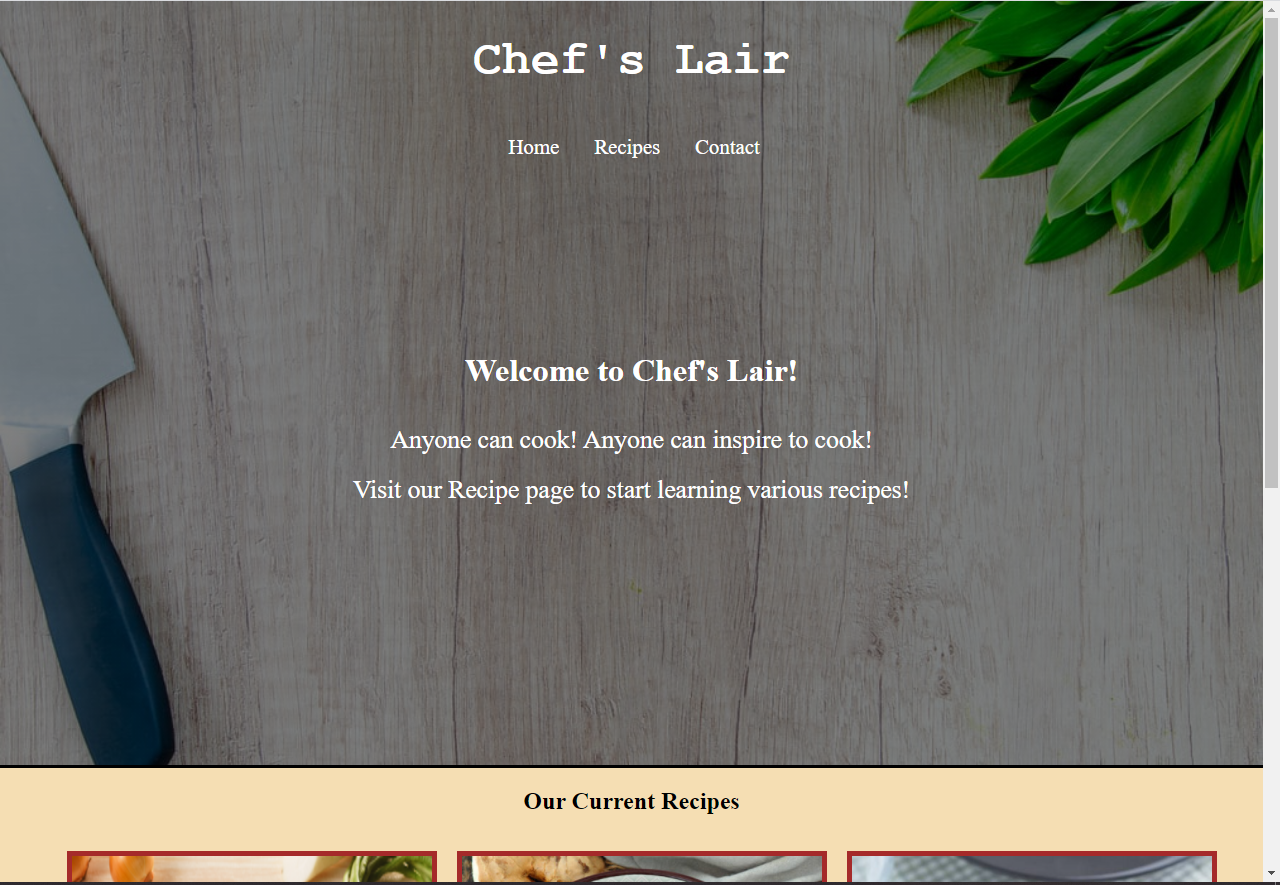 Chef's Lair
Home Recipes Contact
Welcome to Chef's Lair!
Anyone can cook! Anyone can inspire to cook!
Visit our Recipe page to start learning various recipes!
Our Current Recipes